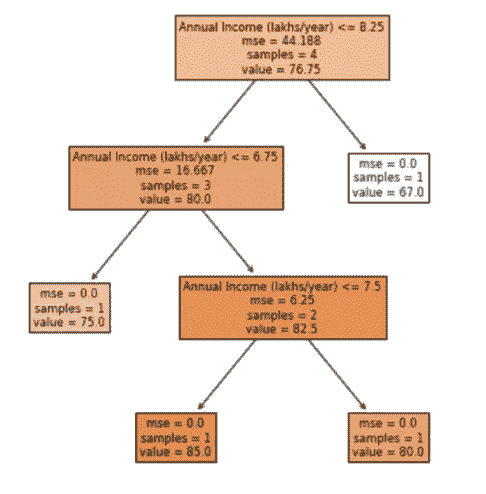 Annual Income (lakhs/year) <= 8.25
mse = 44.188
samples = 4
value = 76.75
Annual Income (lakhs/year) <= 6.75
mse = 16.667
samples = 3
value = 80.0
mse = 0.0
samples = 1
value = 67.0
mse = 0.0
samples = 1
value = 75.0
Annual Income (lakhs/year) <= 7.5
mse = 6.25
samples = 2
value = 82.5
mse = 0.0
samples = 1
value = 85.0
mse = 0.0
samples = 1
value = 80.0